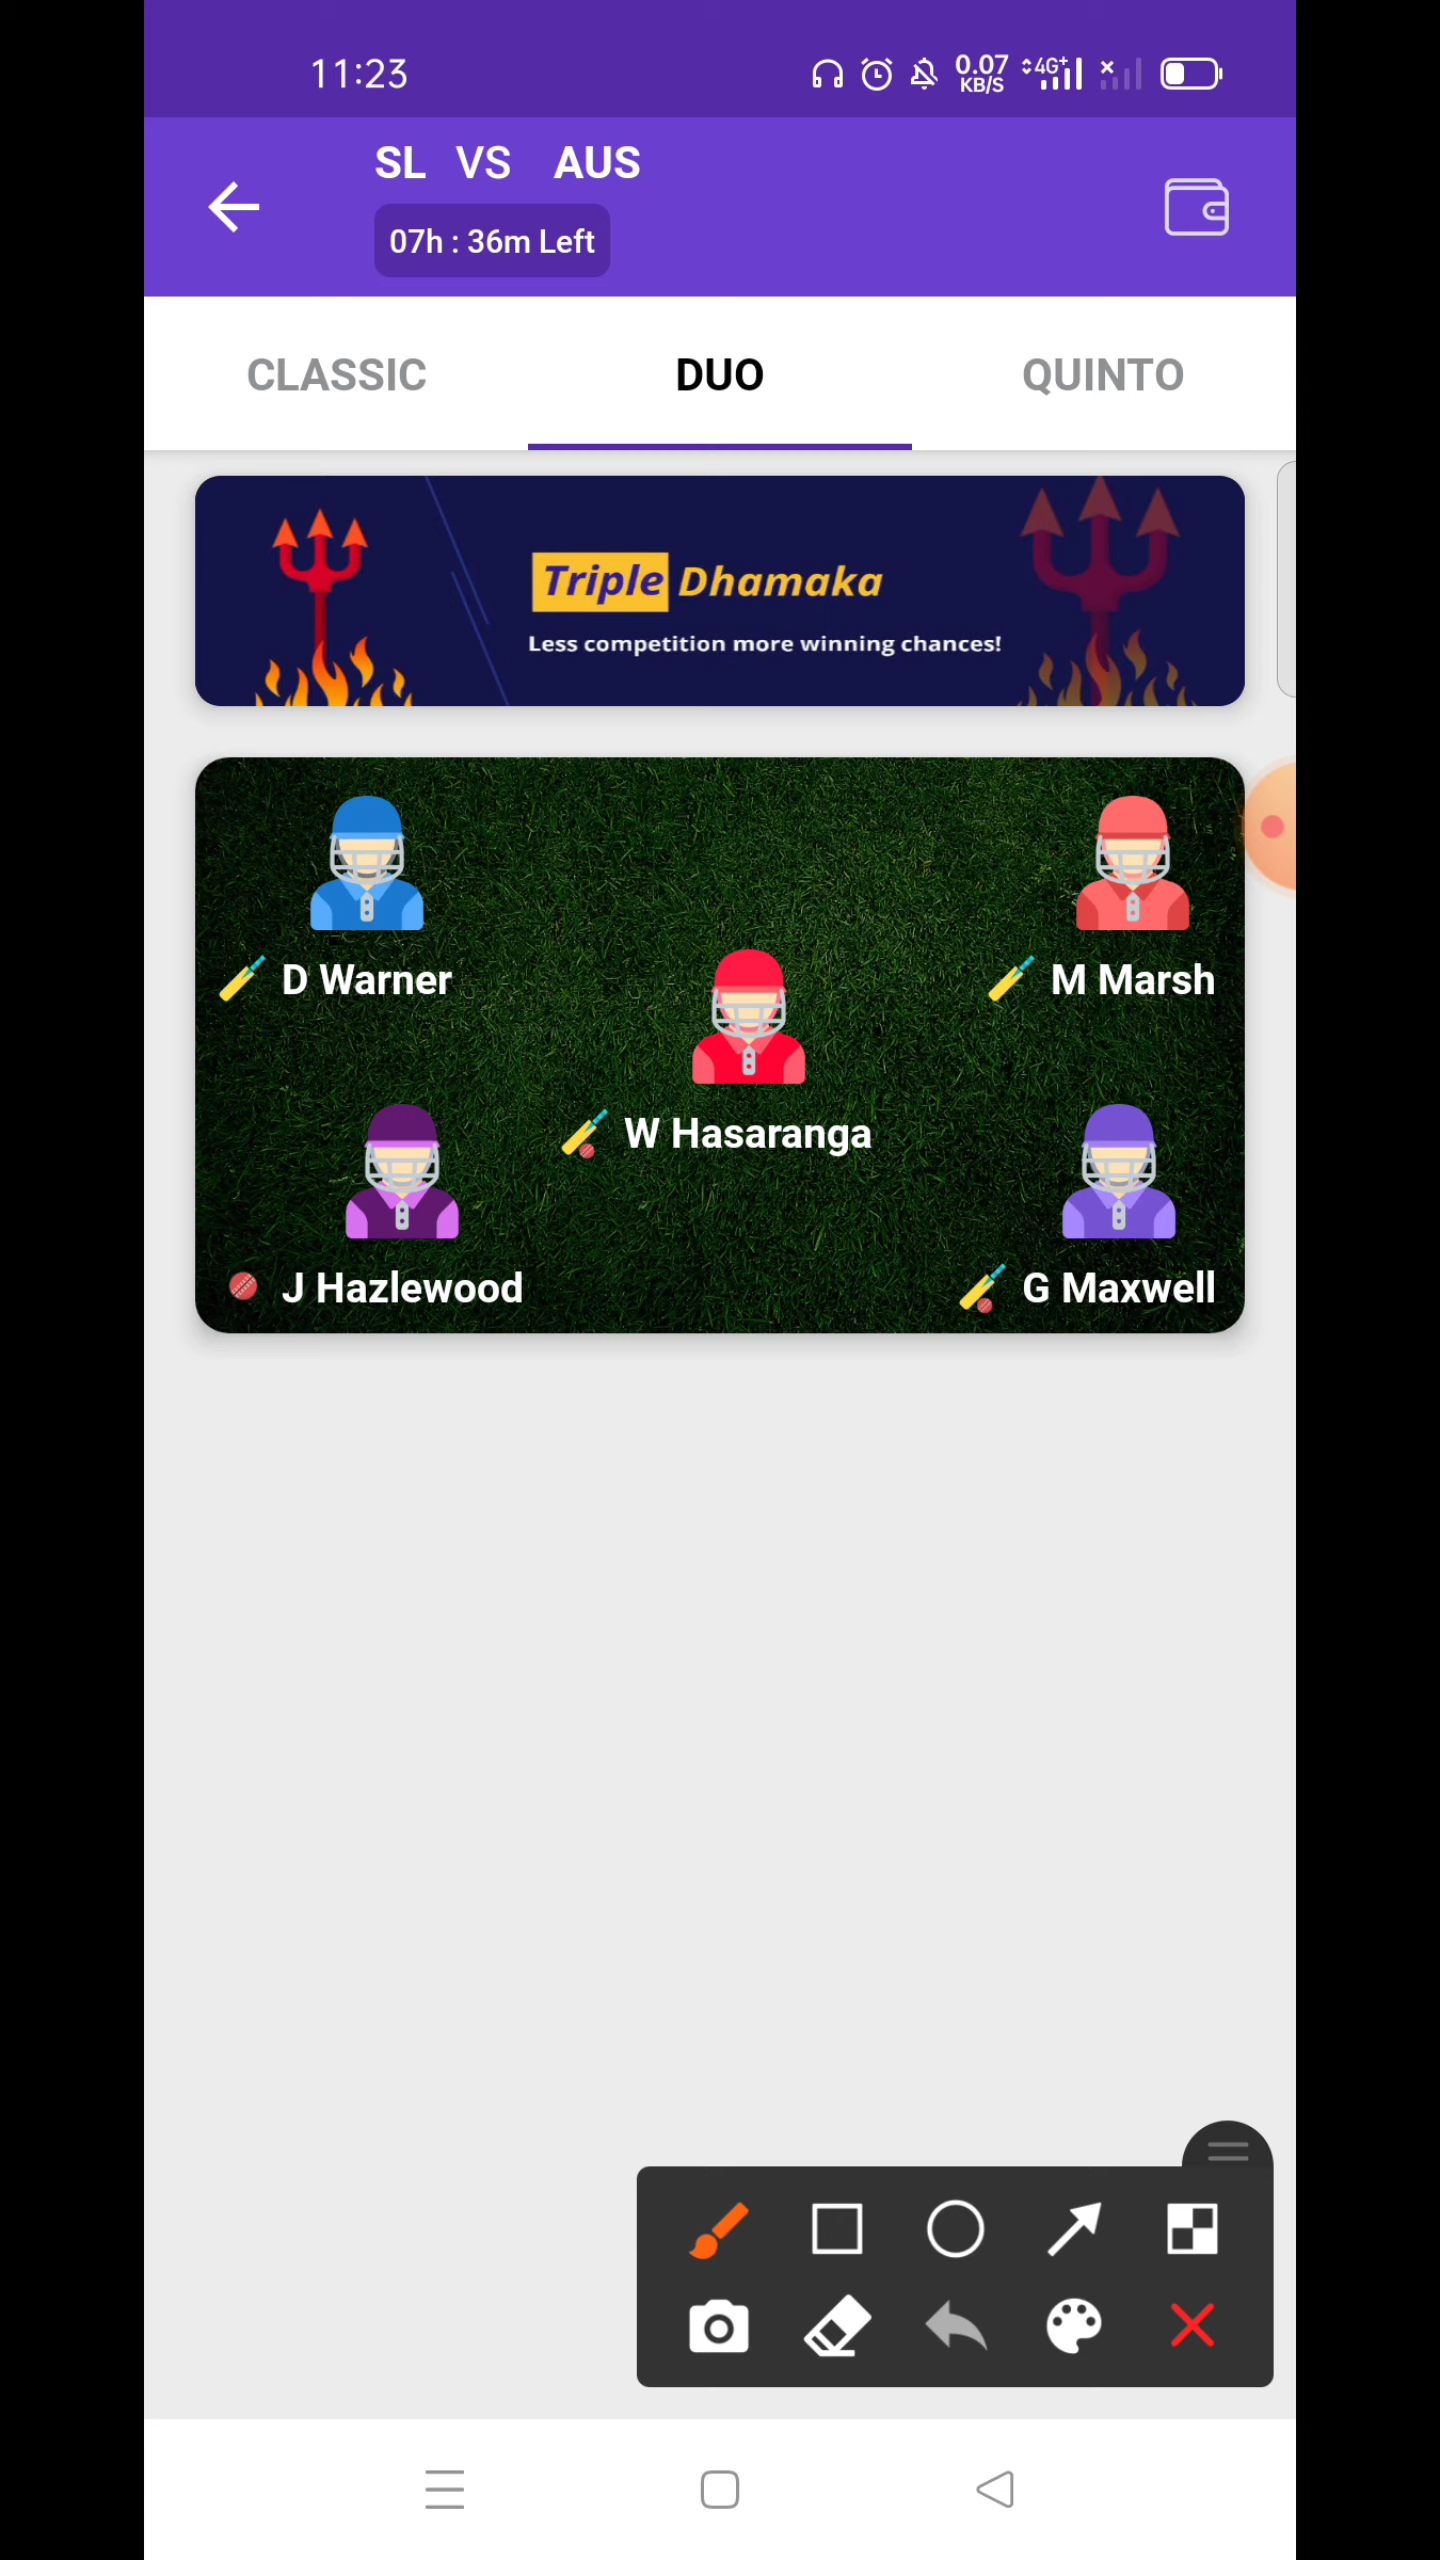 11:23
0.07
KB/S
4G+
SL VS AUS
07h : 36m Left
CLASSIC DUO QUINTO
Triple Dhamaka
Less competition more winning chances!
D Warner
M Marsh
W Hasaranga
J Hazlewood
G Maxwell